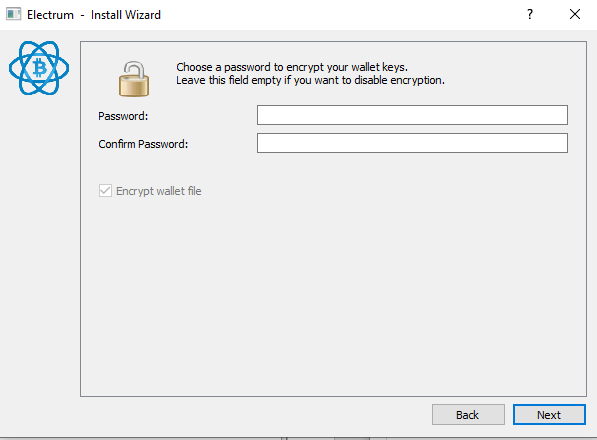 Electrum - Install Wizard
?
Choose a password to encrypt your wallet keys.
Leave this field empty if you want to disable encryption.
Password:
Confirm Password:
Encrypt wallet file
Back
Next